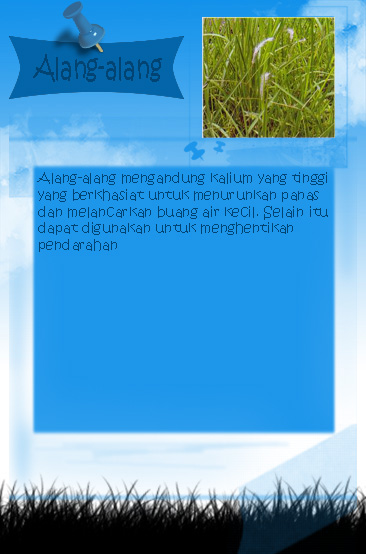 Alang-alang
Alang-alang mengandung kalium yang tinggi
yang berkhasiat untuk menurunkan panas
dan melancarkan buang air kecil. Selain itu
dapat digunakan untuk menghentikan
pendarahan